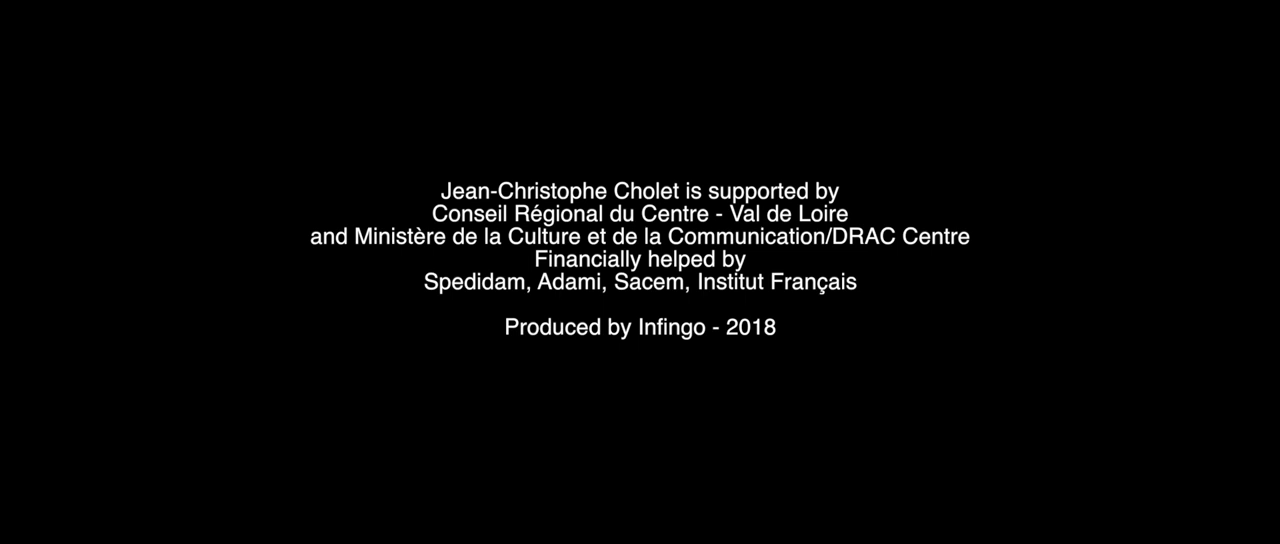 Jean-Christophe Cholet is supported by
Conseil Régional du Centre - Val de Loire
and Ministère de la Culture et de la Communication/DRAC Centre
Financially helped by
Spedidam, Adami, Sacem, Institut Français
Produced by Infingo - 2018